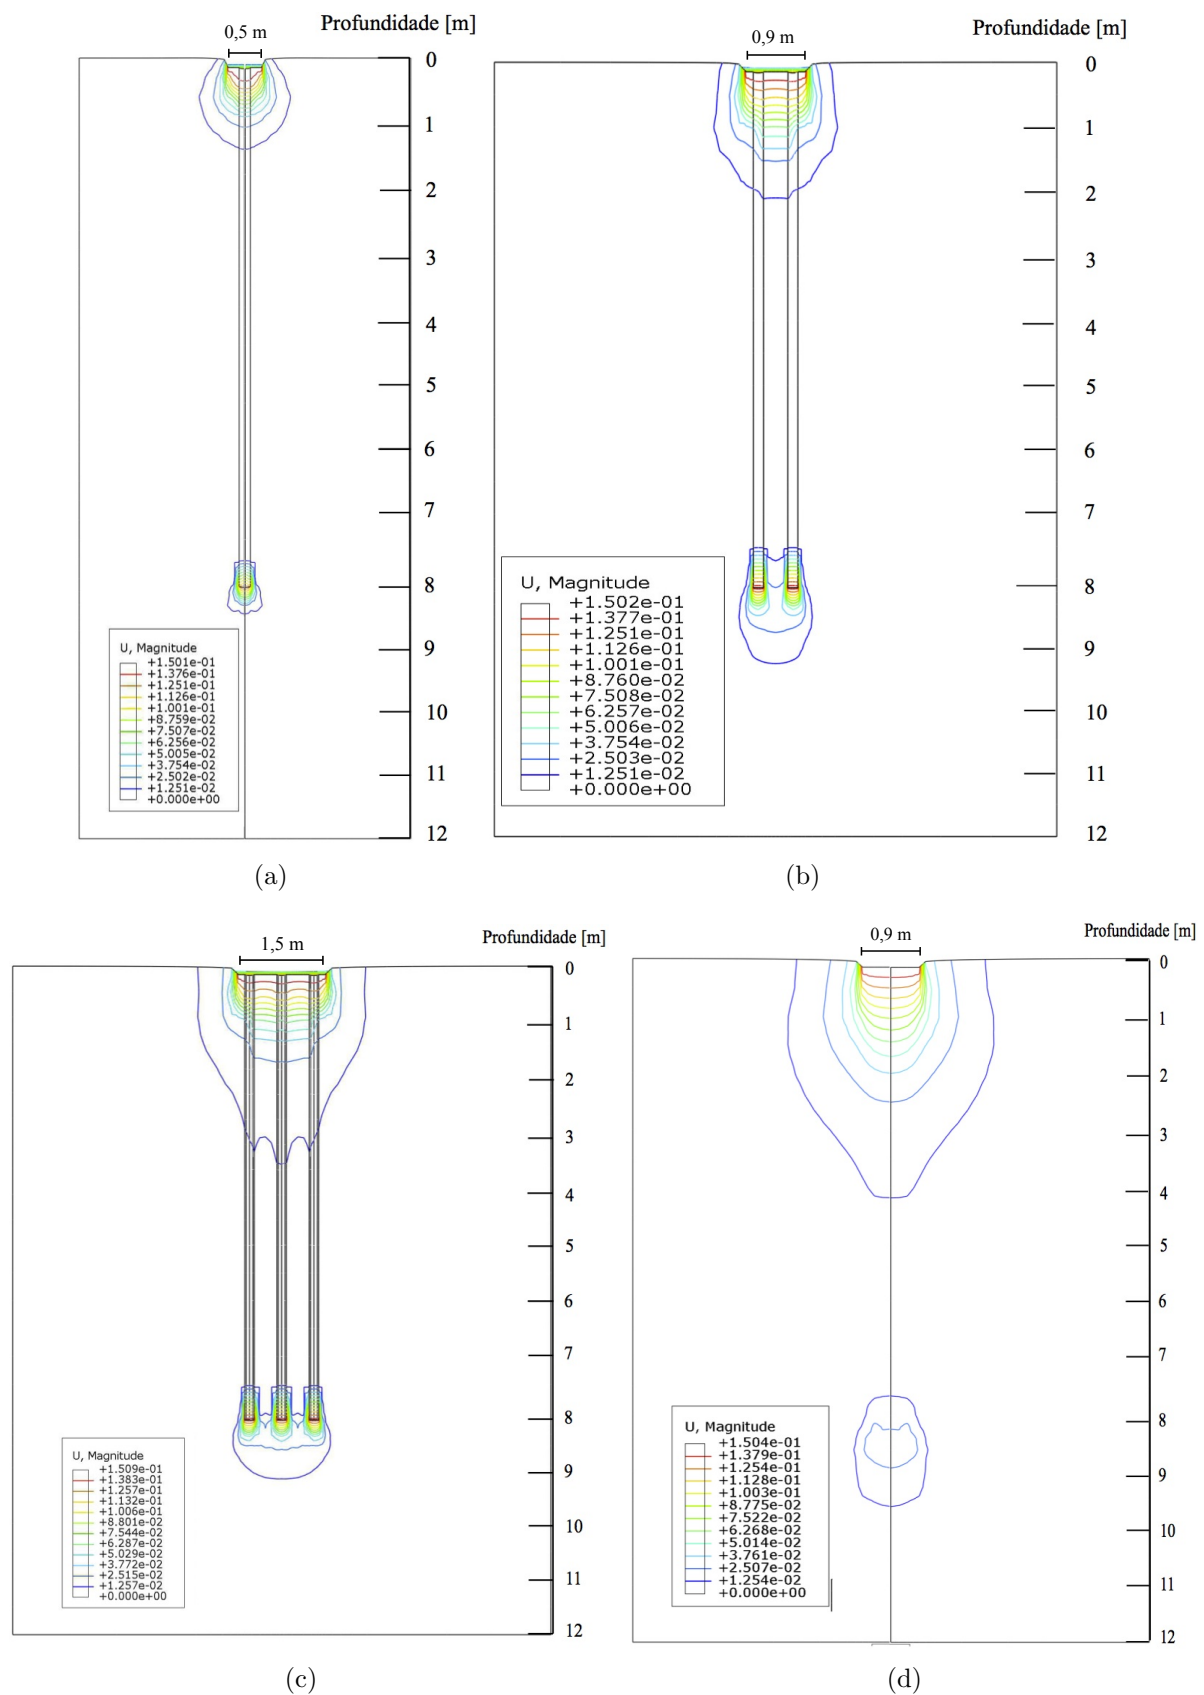 Profundidade [m]
0,5 m
0
1
2
3
4
5
6
7
8
9
10
11
12
U, Magnitude
+1.501e-01
+1.376e-01
+1.251e-01
+1.126e-01
+1.001e-01
+8.759e-02
+7.507e-02
+6.256e-02
+5.005e-02
+3.754e-02
+2.502e-02
+1.251e-02
+0.000e+00
(a)
Profundidade [m]
0,9 m
0
1
2
3
4
5
6
7
8
9
10
11
12
U, Magnitude
+1.502e-01
+1.377e-01
+1.251e-01
+1.126e-01
+1.001e-01
+8.760e-02
+7.508e-02
+6.257e-02
+5.006e-02
+3.754e-02
+2.503e-02
+1.251e-02
+0.000e+00
(b)
Profundidade [m]
1,5 m
0
1
2
3
4
5
6
7
8
9
10
11
12
U, Magnitude
+1.509e-01
+1.383e-01
+1.257e-01
+1.132e-01
+1.006e-01
+8.801e-02
+7.544e-02
+6.287e-02
+5.029e-02
+3.772e-02
+2.515e-02
+1.257e-02
+0.000e+00
(c)
Profundidade [m]
0,9 m
0
1
2
3
4
5
6
7
8
9
10
11
12
U, Magnitude
+1.504e-01
+1.379e-01
+1.254e-01
+1.128e-01
+1.003e-01
+8.775e-02
+7.522e-02
+6.268e-02
+5.014e-02
+3.761e-02
+2.507e-02
+1.254e-02
+0.000e+00
(d)